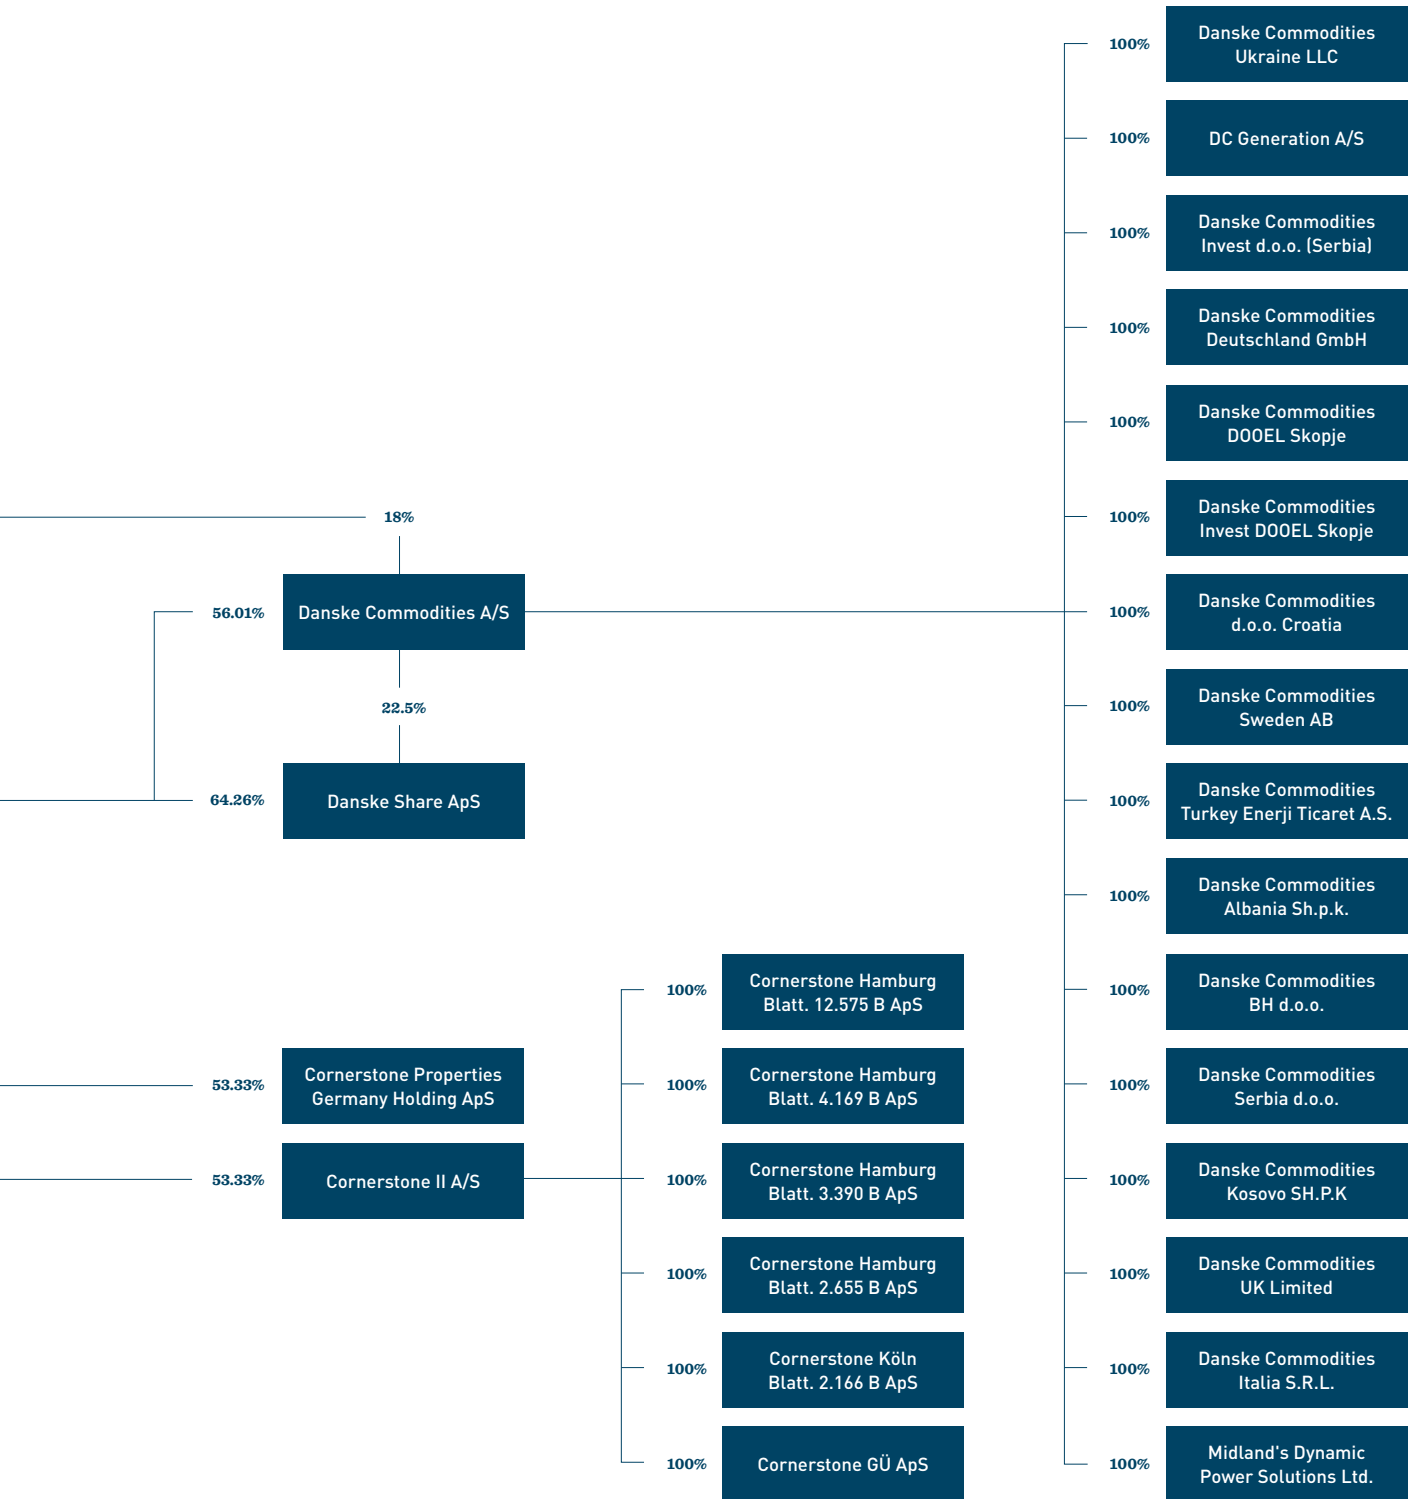 100%
Danske Commodities
Ukraine LLC
100%
DC Generation A/S
100%
Danske Commodities
Invest d.o.o. (Serbia)
100%
Danske Commodities
Deutschland GmbH
100%
Danske Commodities
DOOEL Skopje
18%
100%
Danske Commodities
Invest DOOEL Skopje
56.01%
Danske Commodities A/S
100%
Danske Commodities
d.o.o. Croatia
22.5%
100%
Danske Commodities
Sweden AB
64.26%
Danske Share ApS
100%
Danske Commodities
Turkey Enerji Ticaret A.S.
100%
Danske Commodities
Albania Sh.p.k.
100%
Cornerstone Hamburg
Blatt. 12.575 B ApS
100%
Danske Commodities
BH d.o.o.
53.33%
Cornerstone Properties
Germany Holding ApS
100%
Cornerstone Hamburg
Blatt. 4.169 B ApS
100%
Danske Commodities
Serbia d.o.o.
53.33%
Cornerstone II A/S
100%
Cornerstone Hamburg
Blatt. 3.390 B ApS
100%
Danske Commodities
Kosovo SH.P.K
100%
Cornerstone Hamburg
Blatt. 2.655 B ApS
100%
Danske Commodities
UK Limited
100%
Cornerstone Köln
Blatt. 2.166 B ApS
100%
Danske Commodities
Italia S.R.L.
100%
Cornerstone GÜ ApS
100%
Midland's Dynamic
Power Solutions Ltd.